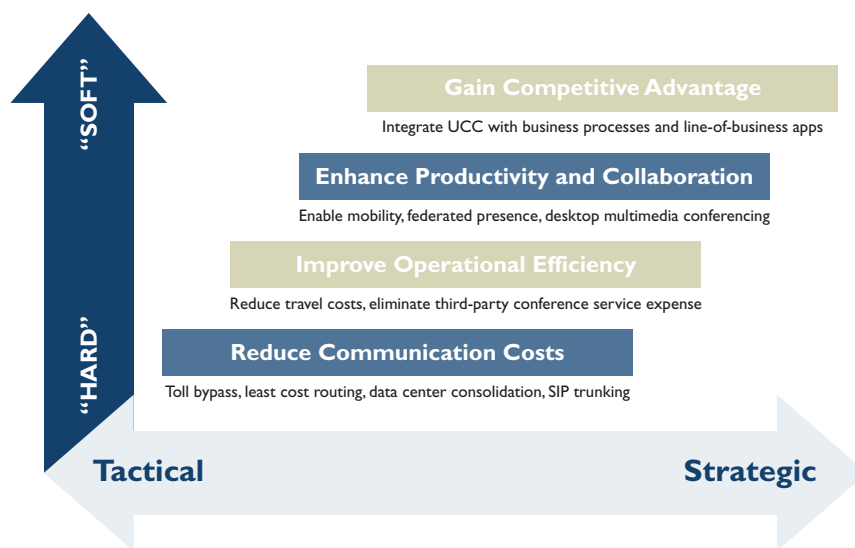 “SOFT”
Gain Competitive Advantage
Integrate UCC with business processes and line-of-business apps
Enhance Productivity and Collaboration
Enable mobility, federated presence, desktop multimedia conferencing
Improve Operational Efficiency
Reduce travel costs, eliminate third-party conference service expense
“HARD”
Reduce Communication Costs
Toll bypass, least cost routing, data center consolidation, SIP trunking
Tactical
Strategic